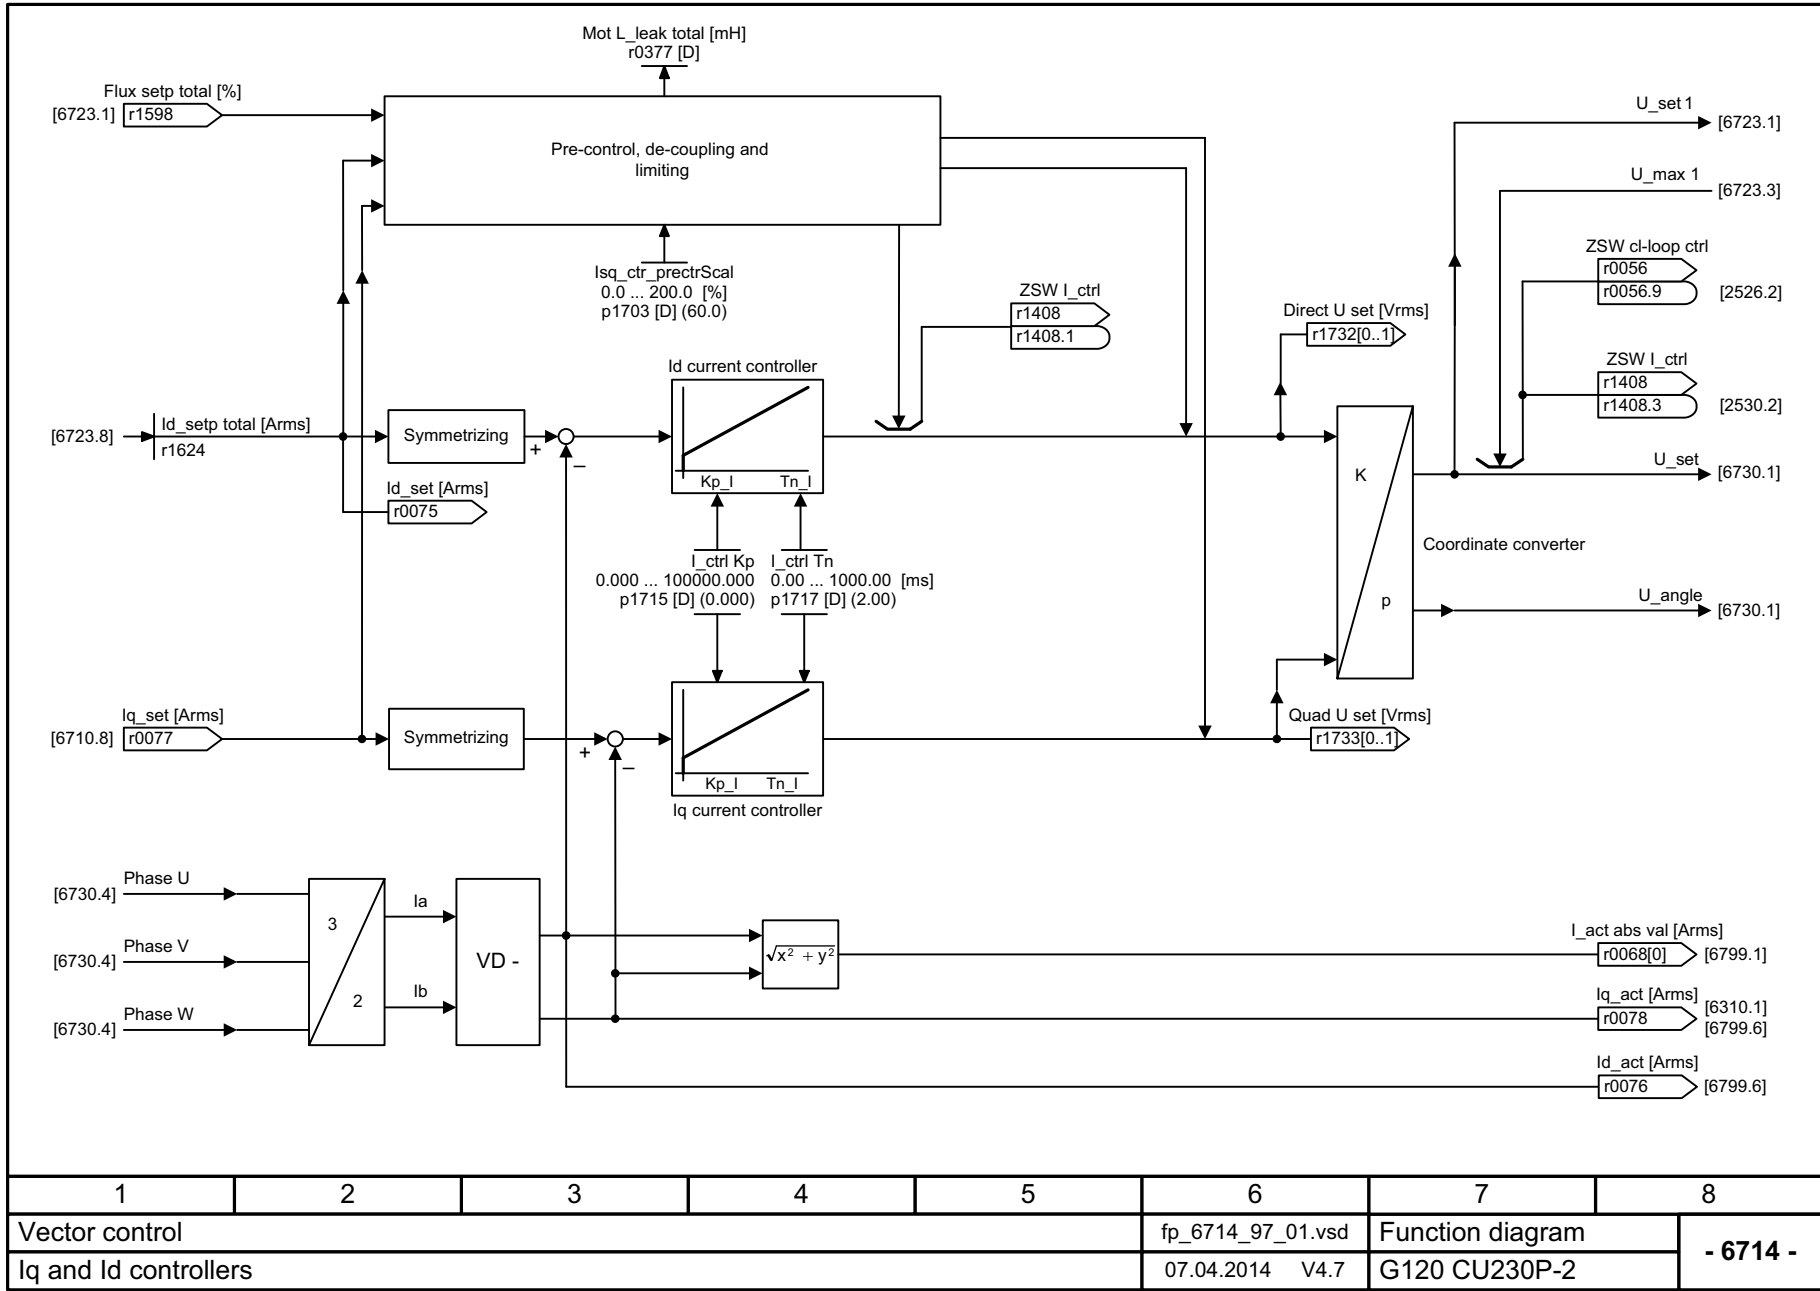 Mot L_leak total [mH]
r0377 [D]
Flux setp total [%]
[6723.1] r1598
Pre-control, de-coupling and
limiting
U_set 1
[6723.1]
U_max 1
[6723.3]
ZSW cl-loop ctrl
r0056
r0056.9 [2526.2]
Isq_ctr_prectrScal
0.0 ... 200.0 [%]
p1703 [D] (60.0)
ZSW I_ctrl
r1408
r1408.1
Direct U set [Vrms]
r1732[0..1]
ZSW I_ctrl
r1408
r1408.3 [2530.2]
Id current controller
[6723.8] Id_setp total [Arms]
r1624
Symmetrizing
+
–
Kp_I Tn_I
Id_set [Arms]
r0075
K
p
U_set
[6730.1]
Coordinate converter
I_ctrl Kp
0.000 ... 100000.000
p1715 [D] (0.000)
I_ctrl Tn
0.00 ... 1000.00 [ms]
p1717 [D] (2.00)
U_angle
[6730.1]
Iq_set [Arms]
[6710.8] r0077
Symmetrizing
+
–
Kp_I Tn_I
Iq current controller
Quad U set [Vrms]
r1733[0..1]
[6730.4] Phase U
[6730.4] Phase V
[6730.4] Phase W
3
2
Ia
Ib
VD -
√x² + y²
I_act abs val [Arms]
r0068[0] [6799.1]
Iq_act [Arms]
r0078 [6310.1]
[6799.6]
Id_act [Arms]
r0076 [6799.6]
1 2 3 4 5 6 7 8
Vector control fp_6714_97_01.vsd Function diagram
- 6714 -
Iq and Id controllers 07.04.2014 V4.7 G120 CU230P-2